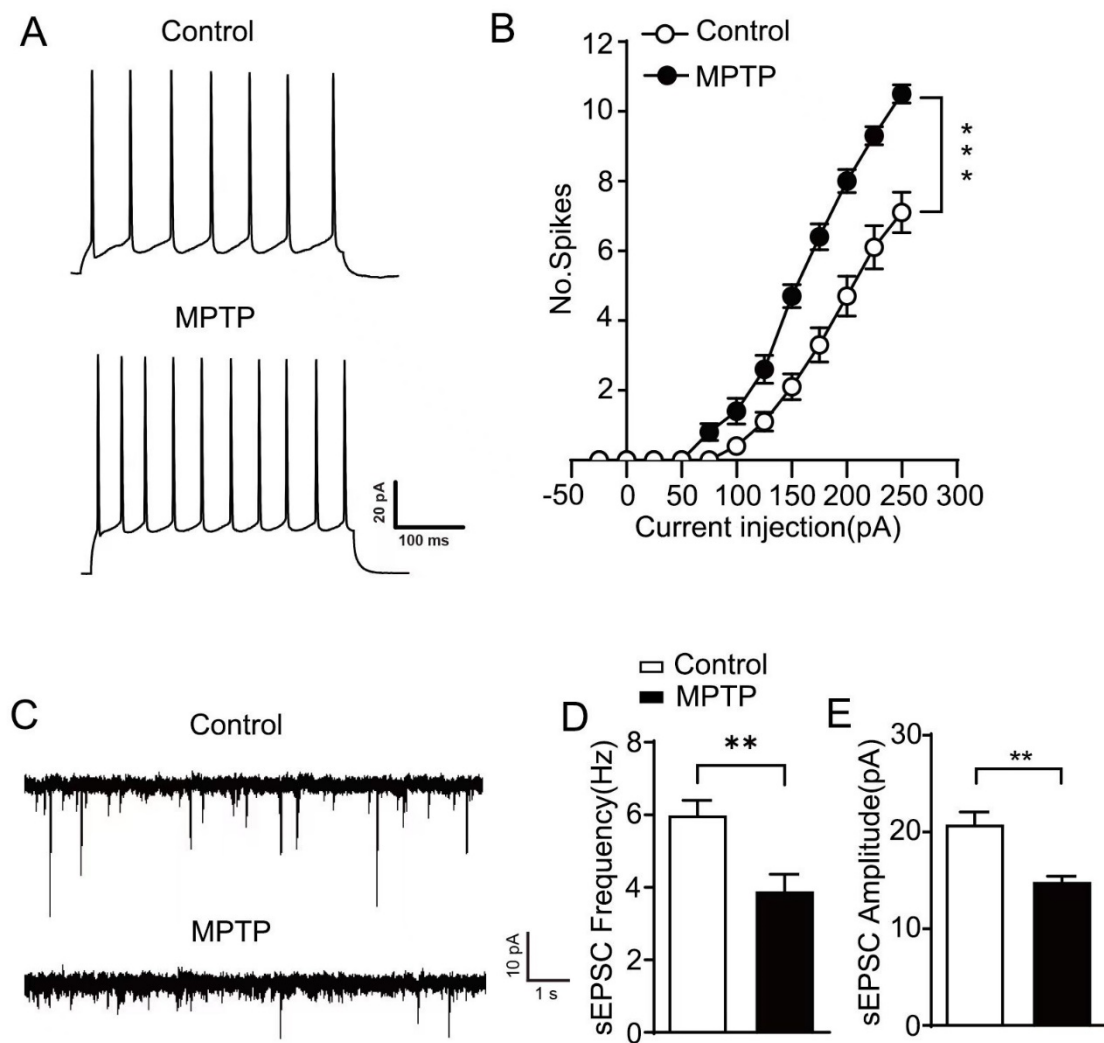 A
Control
MPTP
20 pA
100 ms
B
Control
MPTP
12
10
8
6
4
2
No.Spikes
***
-50 0 50 100 150 200 250 300
Current injection(pA)
C
Control
MPTP
10 pA
1 s
Control
MPTP
D
8
6
4
2
0
sEPSC Frequency(Hz)
**
E
30
20
10
0
sEPSC Amplitude(pA)
**